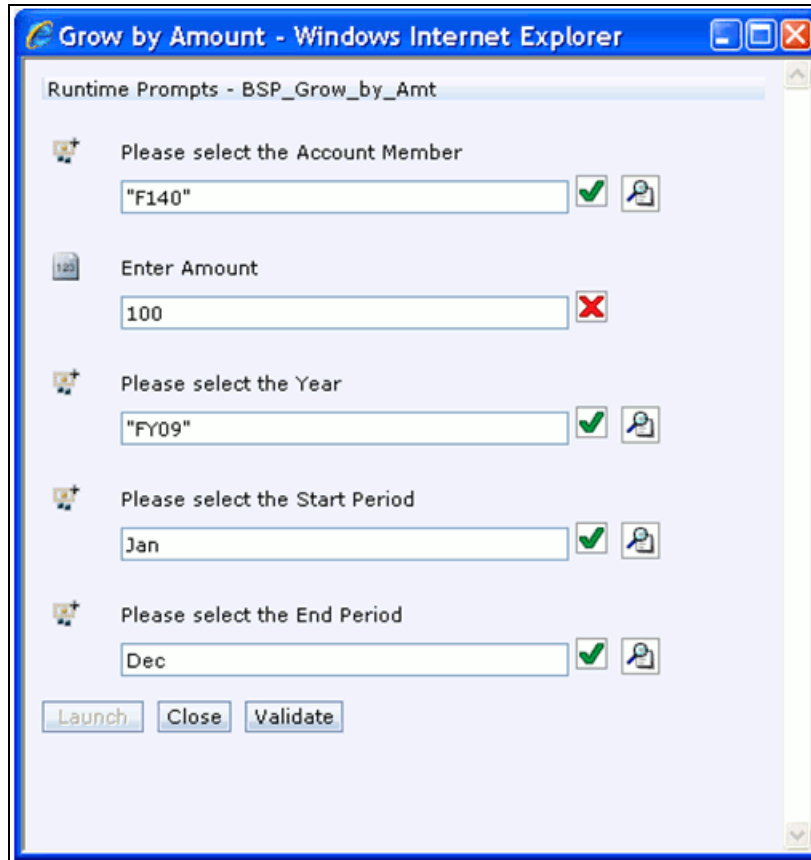 Grow by Amount - Windows Internet Explorer
Runtime Prompts - BSP_Grow_by_Amt
Please select the Account Member
"F140"
123
Enter Amount
100
Please select the Year
"FY09"
Please select the Start Period
Jan
Please select the End Period
Dec
Launch Close Validate